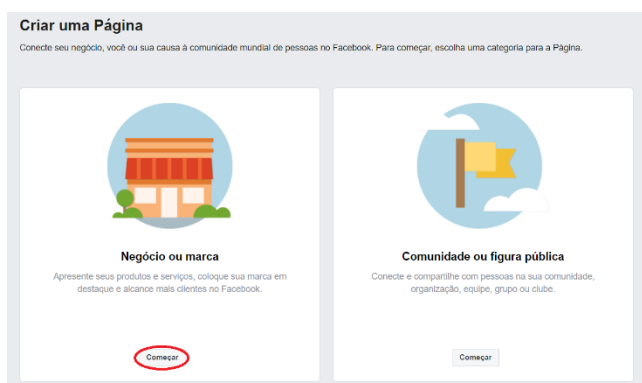 Criar uma Página
Conecte seu negócio, você ou sua causa à comunidade mundial de pessoas no Facebook. Para começar, escolha uma categoria para a Página.
Negócio ou marca
Apresente seus produtos e serviços, coloque sua marca em
destaque e alcance mais clientes no Facebook.
Começar
Comunidade ou figura pública
Conecte e compartilhe com pessoas na sua comunidade,
organização, equipe, grupo ou clube.
Começar